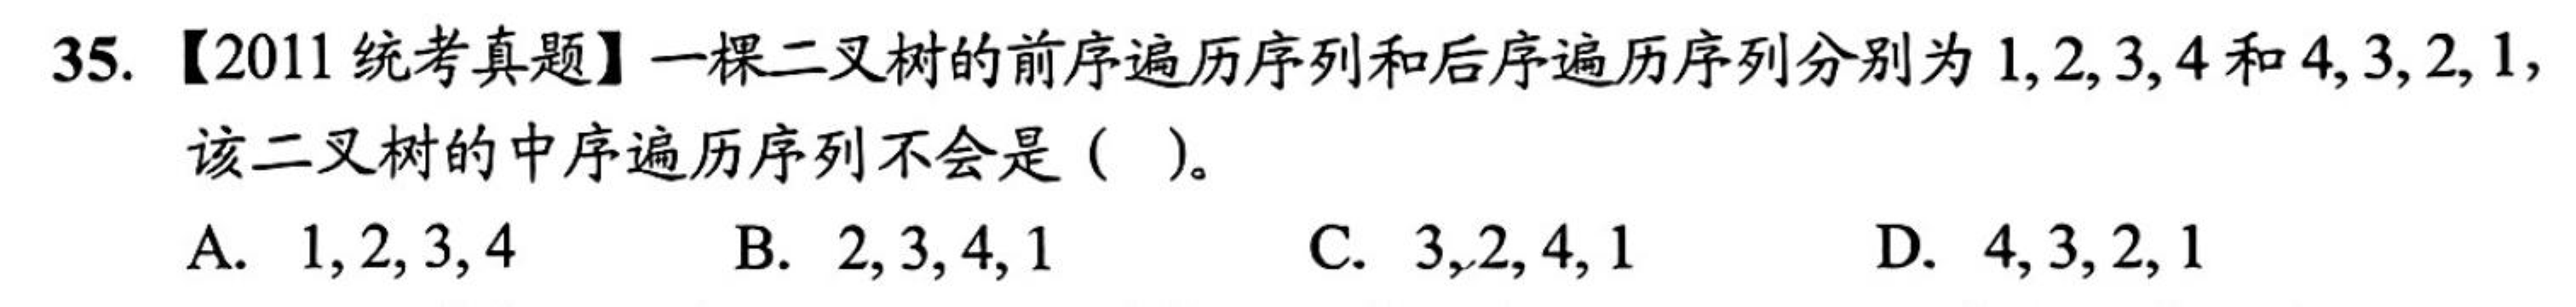 35. 【2011 统考真题】一棵二叉树的前序遍历序列和后序遍历序列分别为 1, 2, 3, 4 和 4, 3, 2, 1,
该二叉树的中序遍历序列不会是（ ）。
A. 1, 2, 3, 4 B. 2, 3, 4, 1 C. 3, 2, 4, 1 D. 4, 3, 2, 1